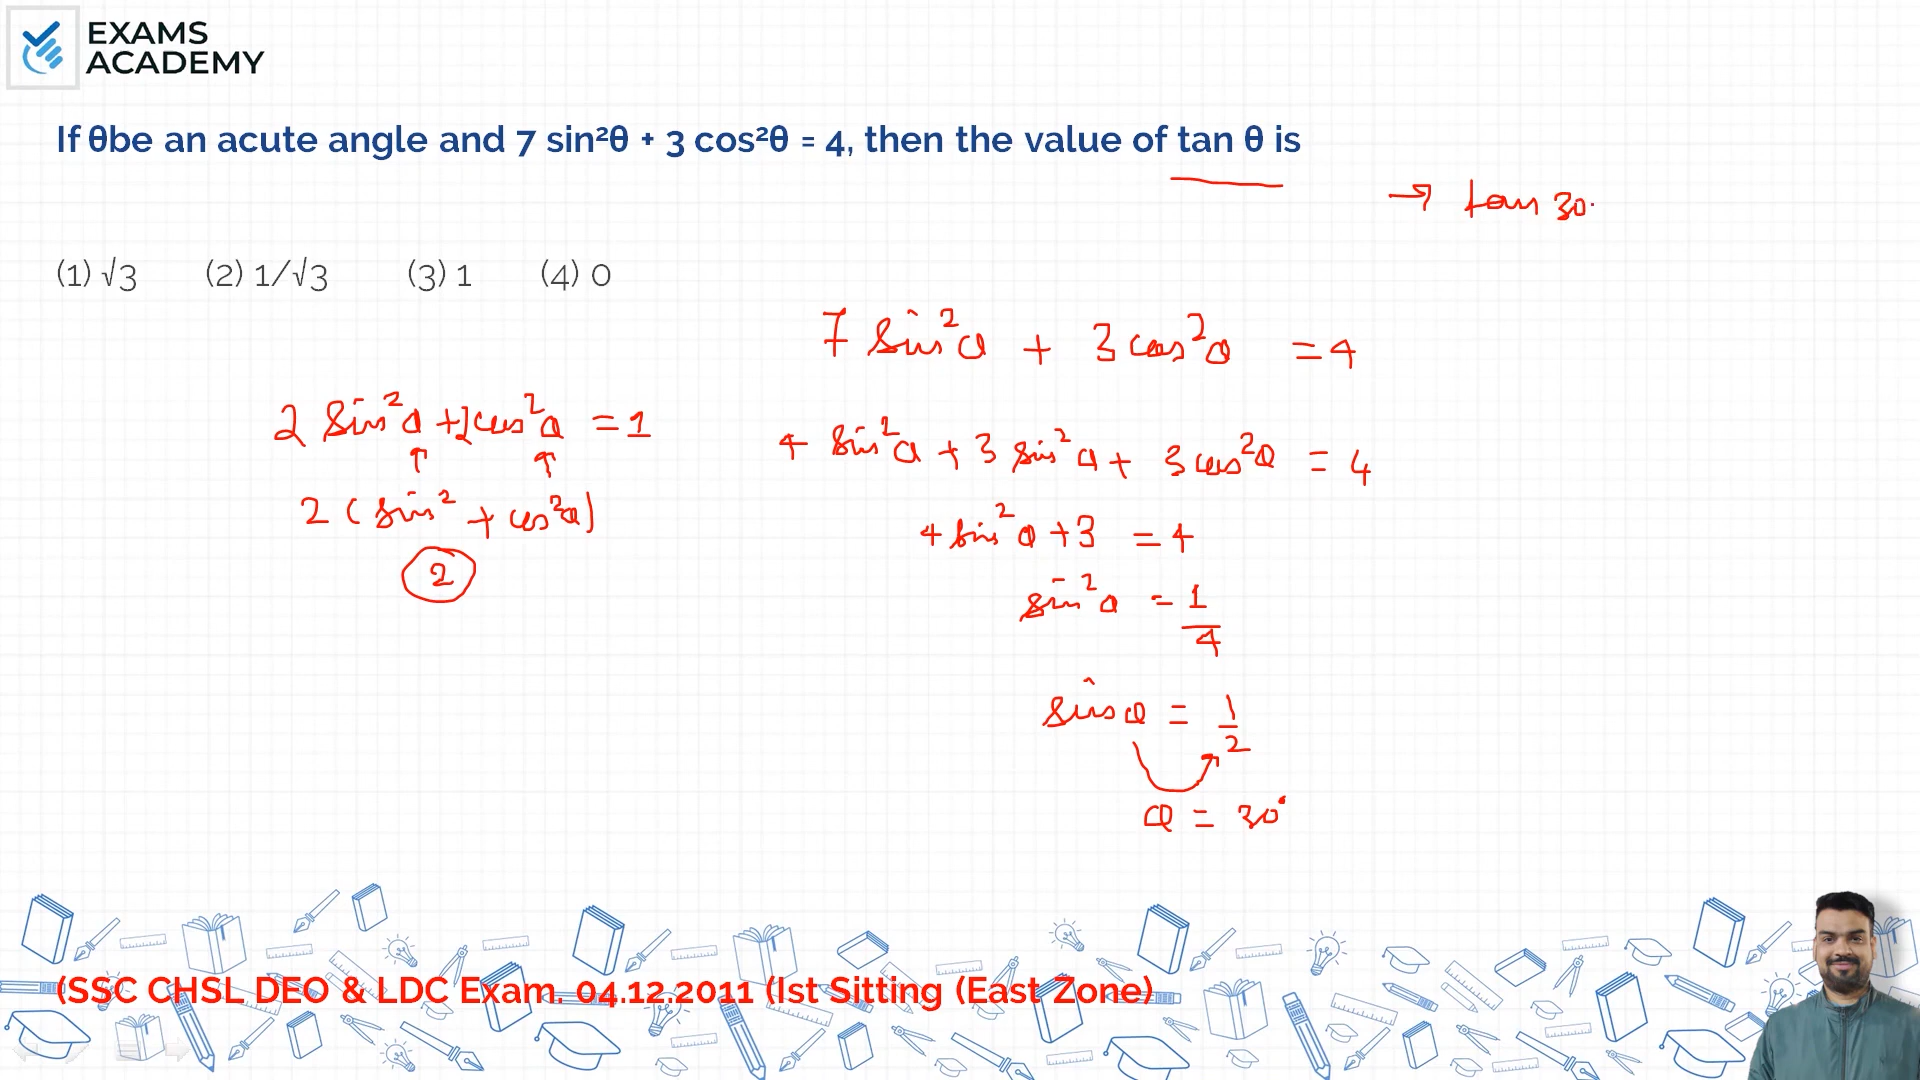 EXAMS
ACADEMY
If θbe an acute angle and 7 sin²θ + 3 cos²θ = 4, then the value of tan θ is
→ tan 30°
(1) √3 (2) 1/√3 (3) 1 (4) 0
7 sin²θ + 3 cos²θ = 4
2 sin²θ + 2 cos²θ = 1
4 sin²θ + 3 sin²θ + 3 cos²θ = 4
2 (sin² + cos²θ)
4 sin²θ + 3 = 4
2
sin²θ = 1/4
sin θ = 1/2
θ = 30°
(SSC CHSL DEO & LDC Exam. 04.12.2011 (Ist Sitting (East Zone)